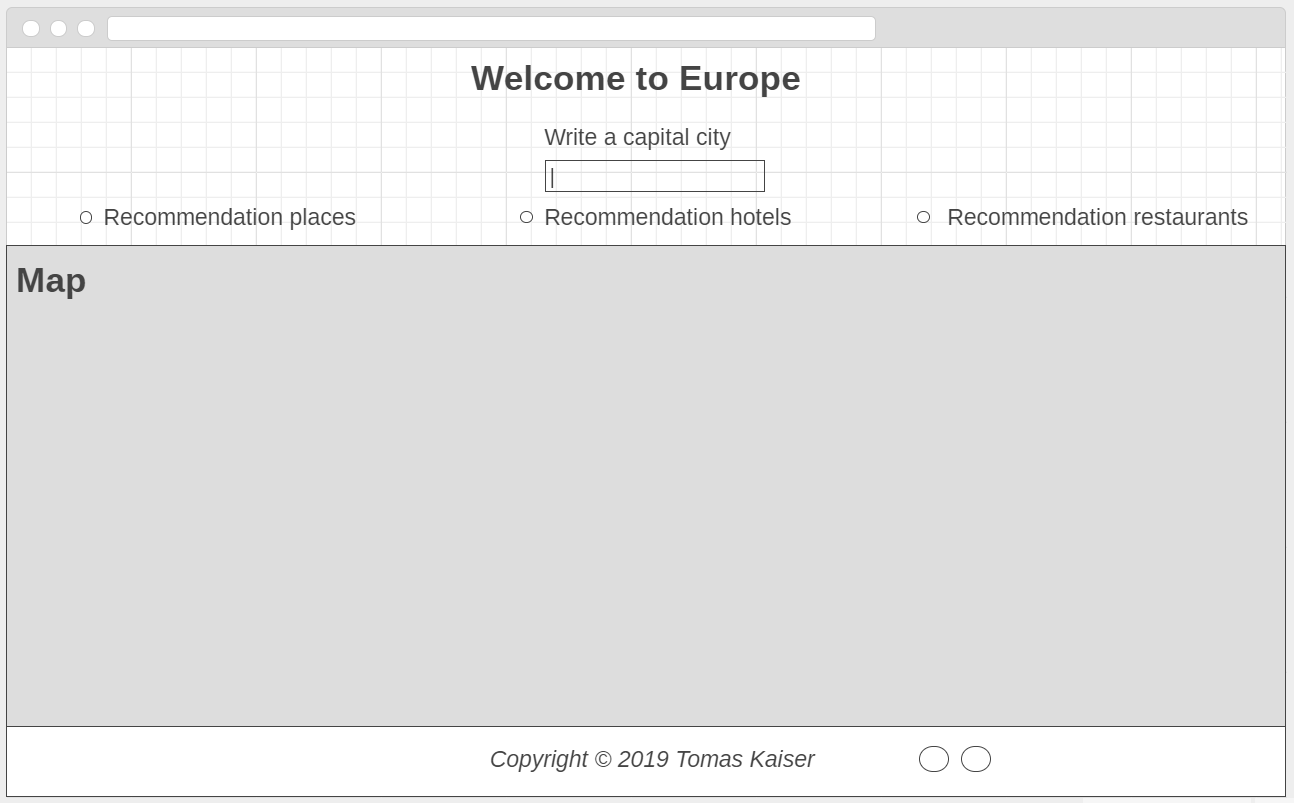 Welcome to Europe
Write a capital city
Recommendation places
Recommendation hotels
Recommendation restaurants
Map
Copyright © 2019 Tomas Kaiser